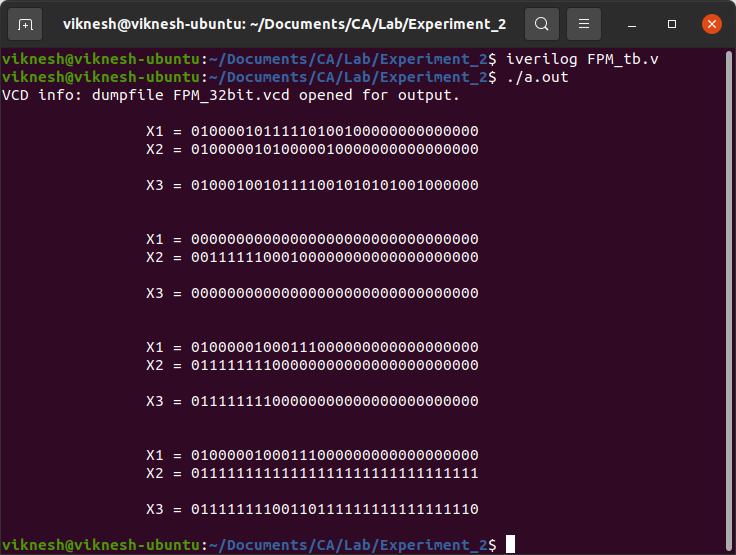 viknesh@viknesh-ubuntu: ~/Documents/CA/Lab/Experiment_2
viknesh@viknesh-ubuntu:~/Documents/CA/Lab/Experiment_2$ iverilog FPM_tb.v
viknesh@viknesh-ubuntu:~/Documents/CA/Lab/Experiment_2$ ./a.out
VCD info: dumpfile FPM_32bit.vcd opened for output.
X1 = 01000010111110100100000000000000
X2 = 01000001010000010000000000000000
X3 = 01000100101111001010101001000000
X1 = 00000000000000000000000000000000
X2 = 00111111000100000000000000000000
X3 = 00000000000000000000000000000000
X1 = 01000001000111000000000000000000
X2 = 01111111100000000000000000000000
X3 = 01111111100000000000000000000000
X1 = 01000001000111000000000000000000
X2 = 01111111111111111111111111111111
X3 = 01111111100110111111111111111110
viknesh@viknesh-ubuntu:~/Documents/CA/Lab/Experiment_2$